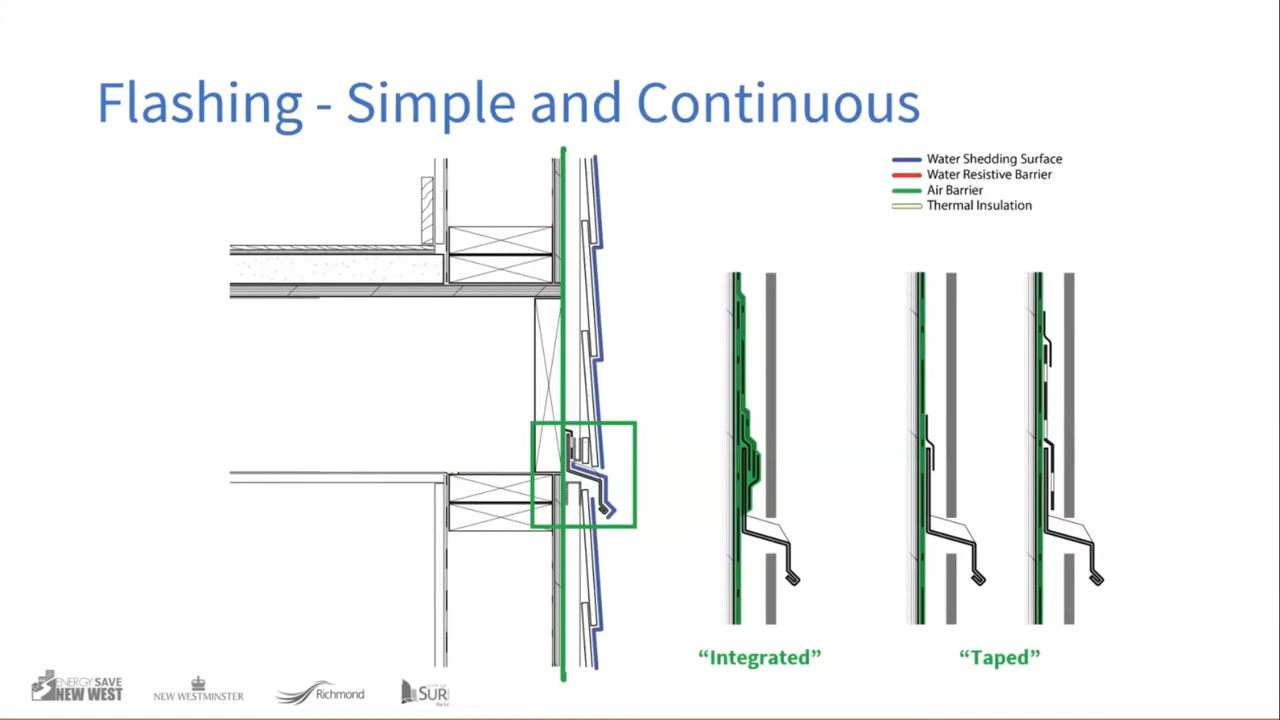 Flashing - Simple and Continuous
Water Shedding Surface
Water Resistive Barrier
Air Barrier
Thermal Insulation
“Integrated”
“Taped”
ENERGY SAVE
NEW WEST
NEW WESTMINSTER
Richmond
SUR